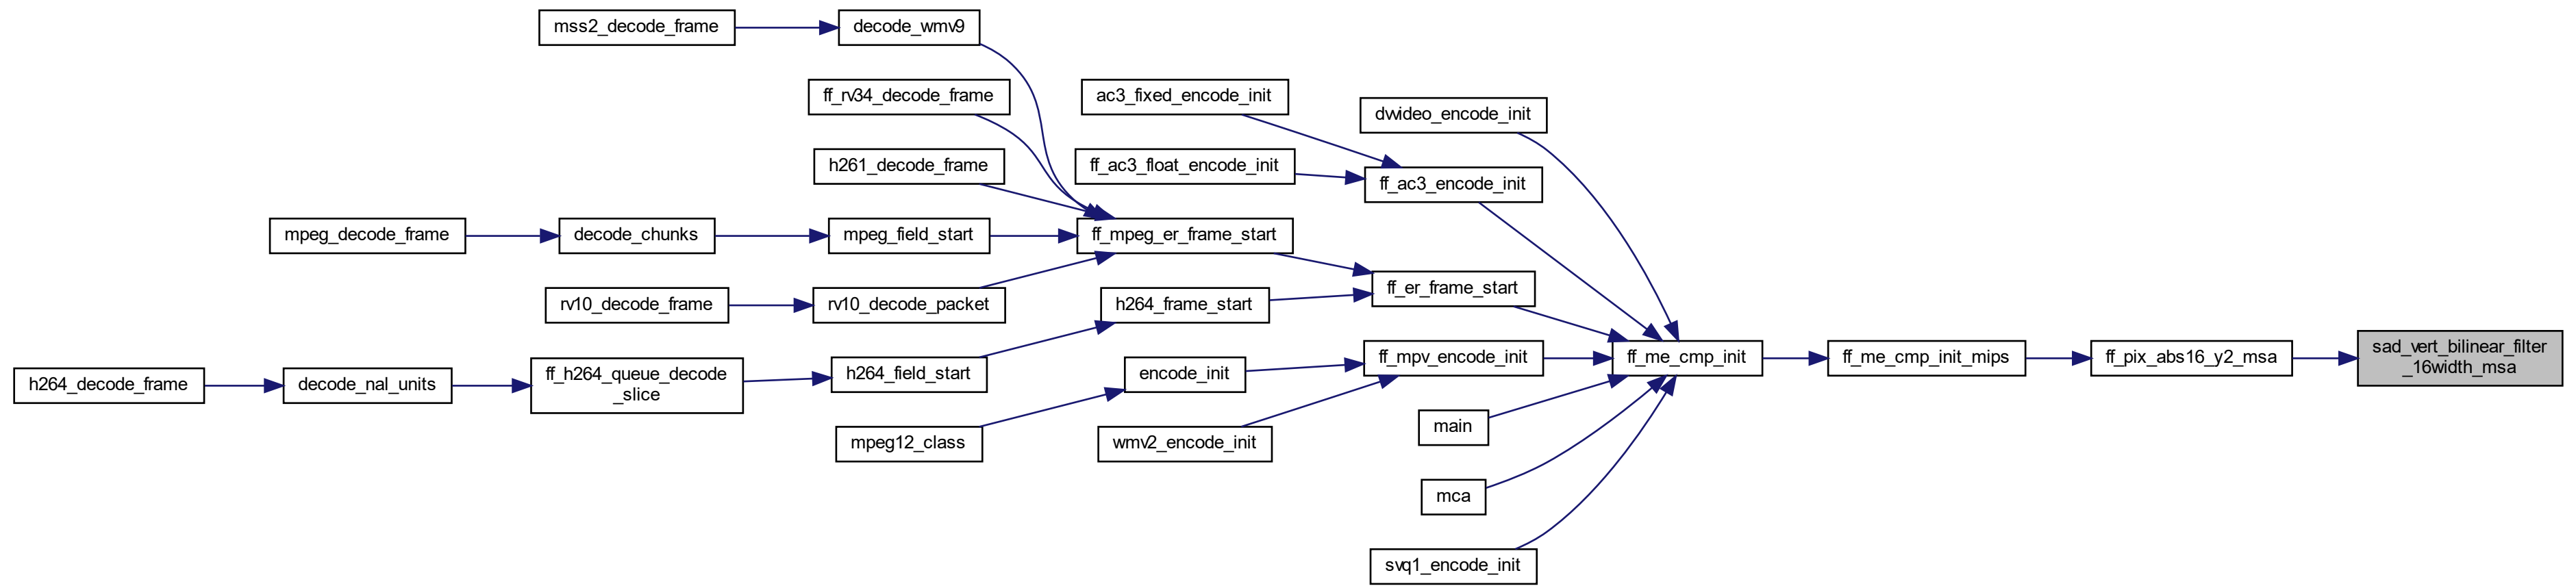 mss2_decode_frame
decode_wmv9
ff_rv34_decode_frame
ac3_fixed_encode_init
dvvideo_encode_init
h261_decode_frame
ff_ac3_float_encode_init
ff_ac3_encode_init
mpeg_decode_frame
decode_chunks
mpeg_field_start
ff_mpeg_er_frame_start
rv10_decode_frame
rv10_decode_packet
h264_frame_start
ff_er_frame_start
h264_decode_frame
decode_nal_units
ff_h264_queue_decode
_slice
h264_field_start
encode_init
ff_mpv_encode_init
ff_me_cmp_init
ff_me_cmp_init_mips
ff_pix_abs16_y2_msa
sad_vert_bilinear_filter
_16width_msa
mpeg12_class
wmv2_encode_init
main
mca
svq1_encode_init